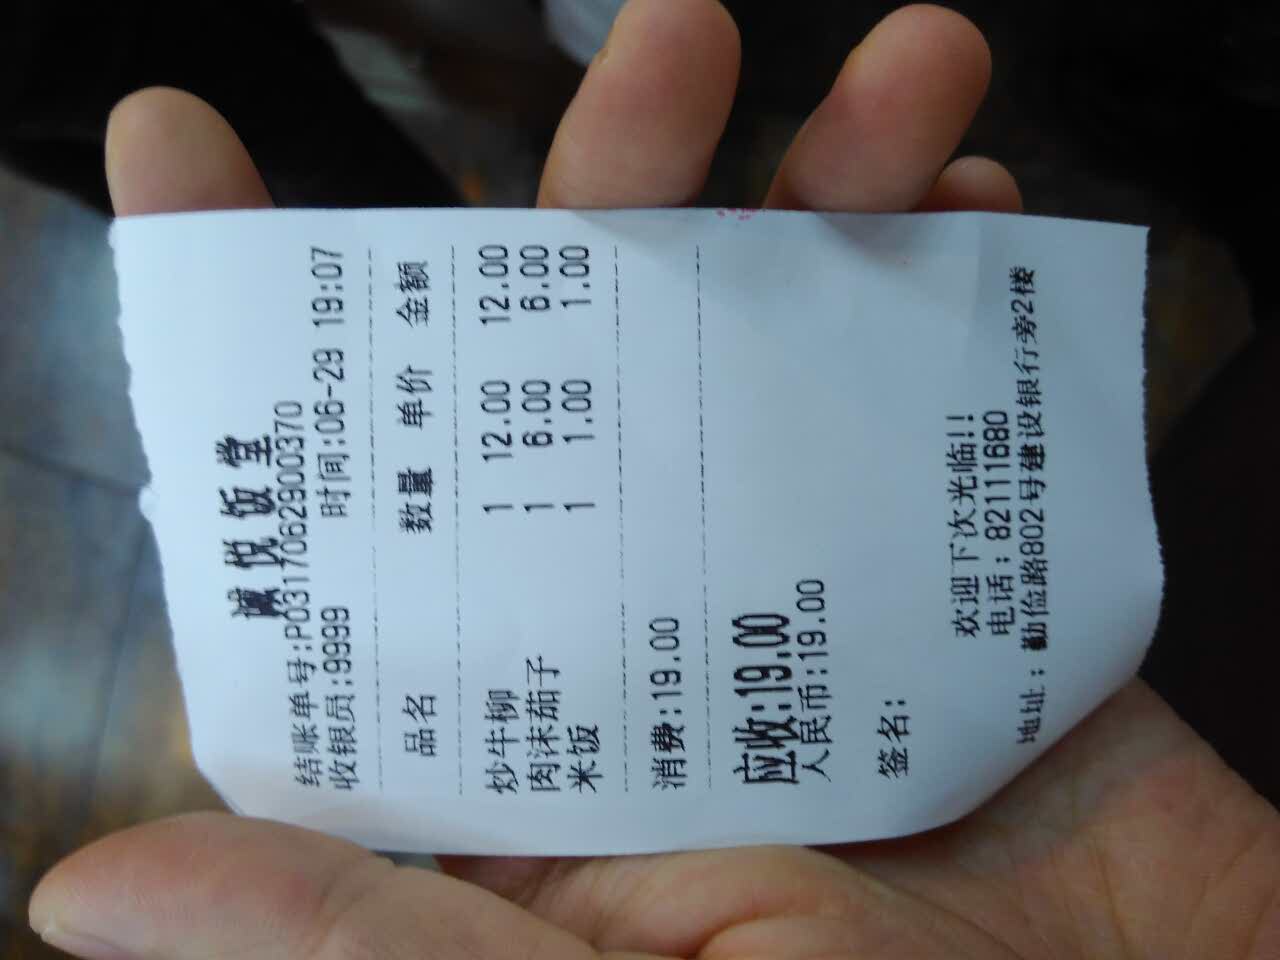 悦饭堂
结账单号:P0317062900370
收银员:9999 时间:06-29 19:07
品名 数量 单价 金额
炒牛柳 1 12.00 12.00
肉沫茄子 1 6.00 6.00
米饭 1 1.00 1.00
消费:19.00
应收:19.00
人民币:19.00
签名:
欢迎下次光临!!
电话:82111680
地址:勤俭路802号建设银行旁2楼